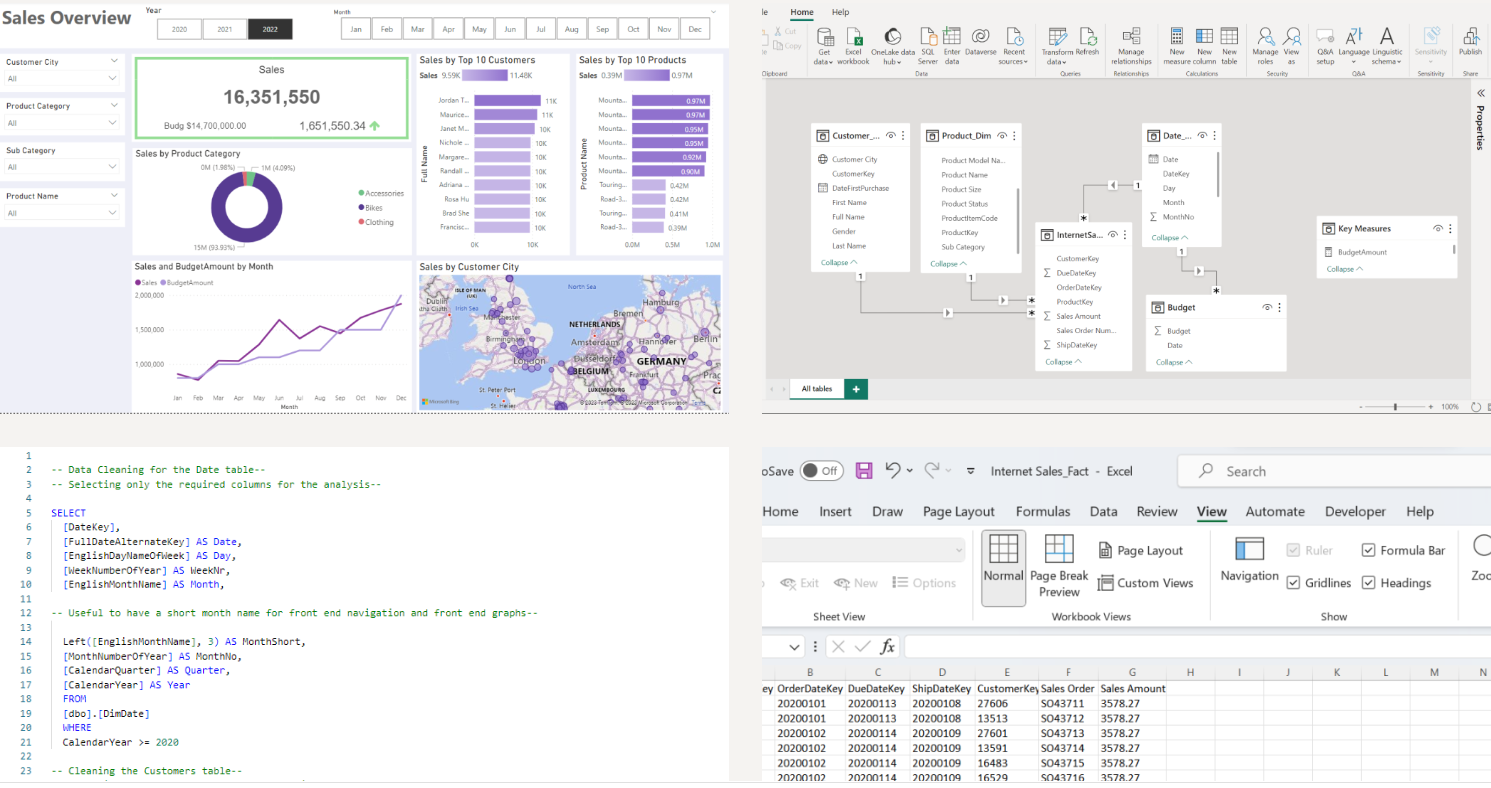 Sales Overview
Year
2020 2021 2022
Month
Jan Feb Mar Apr May Jun Jul Aug Sep Oct Nov Dec
Customer City
All
Product Category
All
Sub Category
All
Product Name
All
Sales
16,351,550
Budg $14,700,000.00 1,651,550.34
Sales by Product Category
0M (1.98%) 1M (4.09%)
15M (93.93%)
Accessories
Bikes
Clothing
Sales by Top 10 Customers
Sales 9.59K 11.48K
Full Name
Jordan T... 11K
Maurice... 11K
Janet M... 10K
Nichole ... 10K
Margare... 10K
Randall ... 10K
Adriana ... 10K
Rosa Hu 10K
Brad She 10K
Francisc... 10K
0K 10K
Sales by Top 10 Products
Sales 0.39M 0.97M
Product Name
Mounta... 0.97M
Mounta... 0.97M
Mounta... 0.95M
Mounta... 0.95M
Mounta... 0.92M
Mounta... 0.90M
Touring... 0.42M
Road-3... 0.42M
Touring... 0.41M
Road-3... 0.39M
0.0M 0.5M 1.0M
Sales and BudgetAmount by Month
Sales BudgetAmount
2,000,000
1,500,000
1,000,000
Jan Feb Mar Apr May Jun Jul Aug Sep Oct Nov Dec
Month
Sales by Customer City
North Sea
ISLE OF MAN
(UK)
Dublin
Irish Sea
Manchester
Birmingham
London
Hamburg
Bremen
NETHERLANDS
Amsterdam
Hannover
Berlin
Düsseldorf
GERMANY
BELGIUM
Frankfurt
LUXEMBOURG
St. Peter Port
St. Helier
Microsoft Bing
Home Help
Cut
Copy
Get data
Excel workbook
OneLake data hub
SQL Server
Enter data
Dataverse
Recent sources
Transform data
Refresh
Manage relationships
New measure
New column
New table
Manage roles
View as
Q&A setup
Language
Linguistic schema
Sensitivity
Publish
Clipboard Data Queries Relationships Calculations Security Q&A Sensitivity Share
Properties
Customer_...
Customer City
CustomerKey
DateFirstPurchase
First Name
Full Name
Gender
Last Name
Collapse
Product_Dim
Product Model Na...
Product Name
Product Size
Product Status
ProductItemCode
ProductKey
Sub Category
Collapse
Date_...
Date
DateKey
Day
Month
MonthNo
Collapse
InternetSa...
CustomerKey
DueDateKey
OrderDateKey
ProductKey
Sales Amount
Sales Order Num...
ShipDateKey
Collapse
Key Measures
BudgetAmount
Collapse
Budget
Budget
Date
Collapse
1 1 1 1
* * * *
All tables +
- + 100%
1
2 -- Data Cleaning for the Date table--
3 -- Selecting only the required columns for the analysis--
4
5 SELECT
6 [DateKey],
7 [FullDateAlternateKey] AS Date,
8 [EnglishDayNameOfWeek] AS Day,
9 [WeekNumberOfYear] AS WeekNr,
10 [EnglishMonthName] AS Month,
11
12 -- Useful to have a short month name for front end navigation and front end graphs--
13
14 Left([EnglishMonthName], 3) AS MonthShort,
15 [MonthNumberOfYear] AS MonthNo,
16 [CalendarQuarter] AS Quarter,
17 [CalendarYear] AS Year
18 FROM
19 [dbo].[DimDate]
20 WHERE
21 CalendarYear >= 2020
22
23 -- Cleaning the Customers table--
oSave Off Internet Sales_Fact - Excel Search
Home Insert Draw Page Layout Formulas Data Review View Automate Developer Help
Exit New Options
Sheet View
Normal
Page Break Preview
Page Layout
Custom Views
Workbook Views
Navigation
Ruler Formula Bar
Gridlines Headings
Show
Zoo
fx
B C D E F G H I J K L M N
ey OrderDateKey DueDateKey ShipDateKey CustomerKey Sales Order Sales Amount
20200101 20200113 20200108 27606 SO43711 3578.27
20200101 20200113 20200108 13513 SO43712 3578.27
20200102 20200114 20200109 27601 SO43713 3578.27
20200102 20200114 20200109 13591 SO43714 3578.27
20200102 20200114 20200109 16483 SO43715 3578.27
20200102 20200114 20200109 16529 SO43716 3578.27